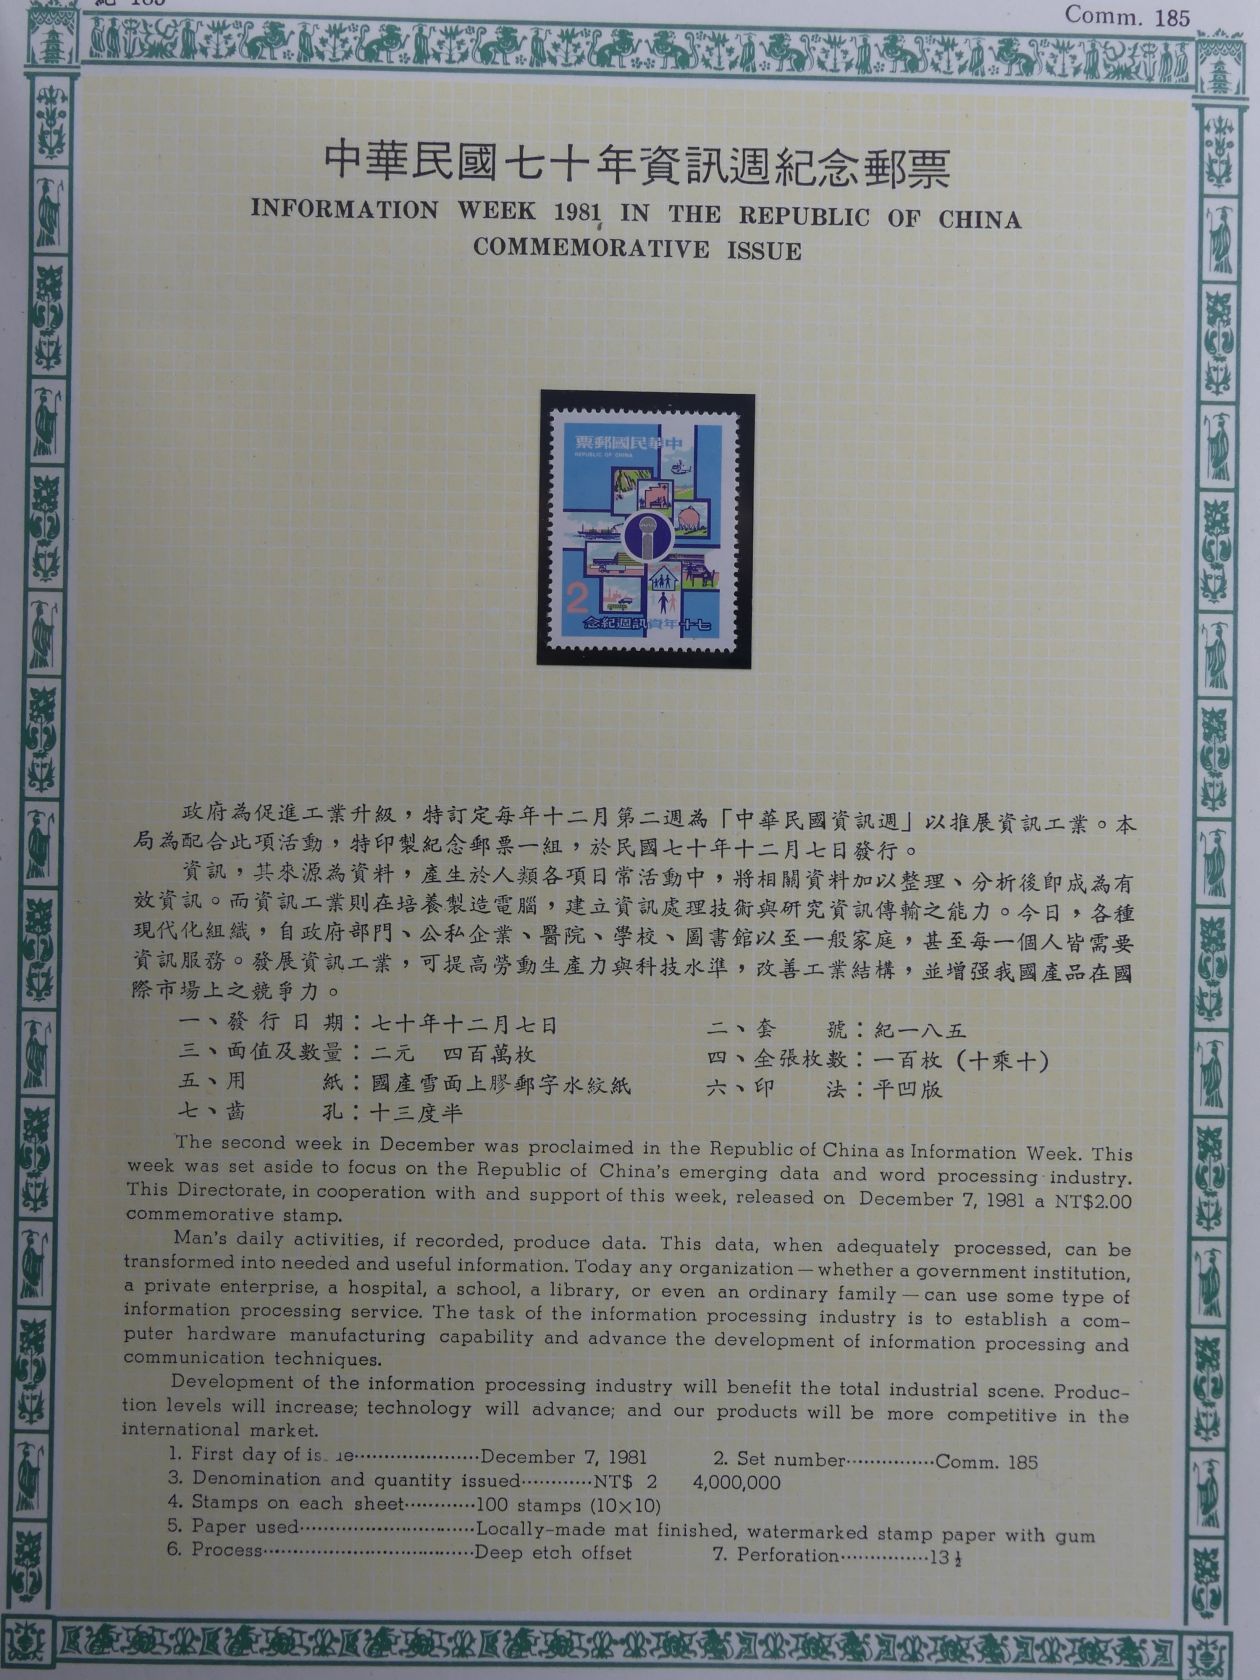 紀 185
Comm. 185
中華民國七十年資訊週紀念郵票
INFORMATION WEEK 1981 IN THE REPUBLIC OF CHINA
COMMEMORATIVE ISSUE
票郵國民華中
REPUBLIC OF CHINA
2
念紀週訊資年十七
政府為促進工業升級，特訂定每年十二月第二週為「中華民國資訊週」以推展資訊工業。本
局為配合此項活動，特印製紀念郵票一組，於民國七十年十二月七日發行。
資訊，其來源為資料，產生於人類各項日常活動中，將相關資料加以整理、分析後即成為有
效資訊。而資訊工業則在培養製造電腦，建立資訊處理技術與研究資訊傳輸之能力。今日，各種
現代化組織，自政府部門、公私企業、醫院、學校、圖書館以至一般家庭，甚至每一個人皆需要
資訊服務。發展資訊工業，可提高勞動生產力與科技水準，改善工業結構，並增强我國產品在國
際市場上之競爭力。
一、發行日期：七十年十二月七日 二、套 號：紀一八五
三、面值及數量：二元 四百萬枚 四、全張枚數：一百枚（十乘十）
五、用 紙：國產雪面上膠郵字水紋紙 六、印 法：平凹版
七、齒 孔：十三度半
The second week in December was proclaimed in the Republic of China as Information Week. This
week was set aside to focus on the Republic of China's emerging data and word processing industry.
This Directorate, in cooperation with and support of this week, released on December 7, 1981 a NT$2.00
commemorative stamp.
Man's daily activities, if recorded, produce data. This data, when adequately processed, can be
transformed into needed and useful information. Today any organization—whether a government institution,
a private enterprise, a hospital, a school, a library, or even an ordinary family—can use some type of
information processing service. The task of the information processing industry is to establish a com-
puter hardware manufacturing capability and advance the development of information processing and
communication techniques.
Development of the information processing industry will benefit the total industrial scene. Produc-
tion levels will increase; technology will advance; and our products will be more competitive in the
international market.
1. First day of issue·····················December 7, 1981 2. Set number···············Comm. 185
3. Denomination and quantity issued············NT$ 2 4,000,000
4. Stamps on each sheet············100 stamps (10×10)
5. Paper used······························Locally-made mat finished, watermarked stamp paper with gum
6. Process····································Deep etch offset 7. Perforation···············13½